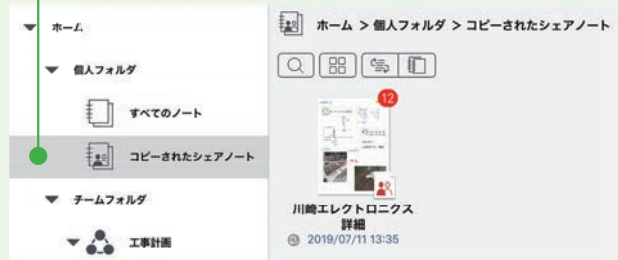 ホーム
個人フォルダ
すべてのノート
コピーされたシェアノート
チームフォルダ
工事計画
ホーム > 個人フォルダ > コピーされたシェアノート
12
川崎エレクトロニクス
詳細
2019/07/11 13:35